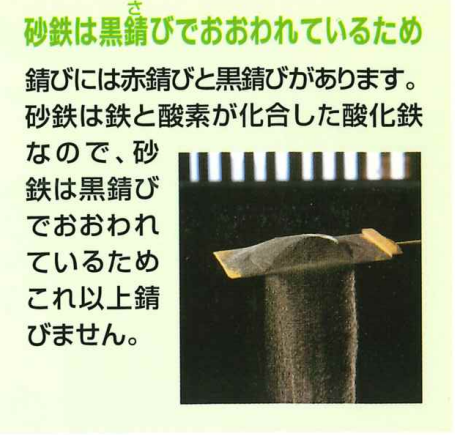 砂鉄は黒錆びでおおわれているため
錆びには赤錆びと黒錆びがあります。
砂鉄は鉄と酸素が化合した酸化鉄
なので、砂
鉄は黒錆び
でおおわれ
ているため
これ以上錆
びません。